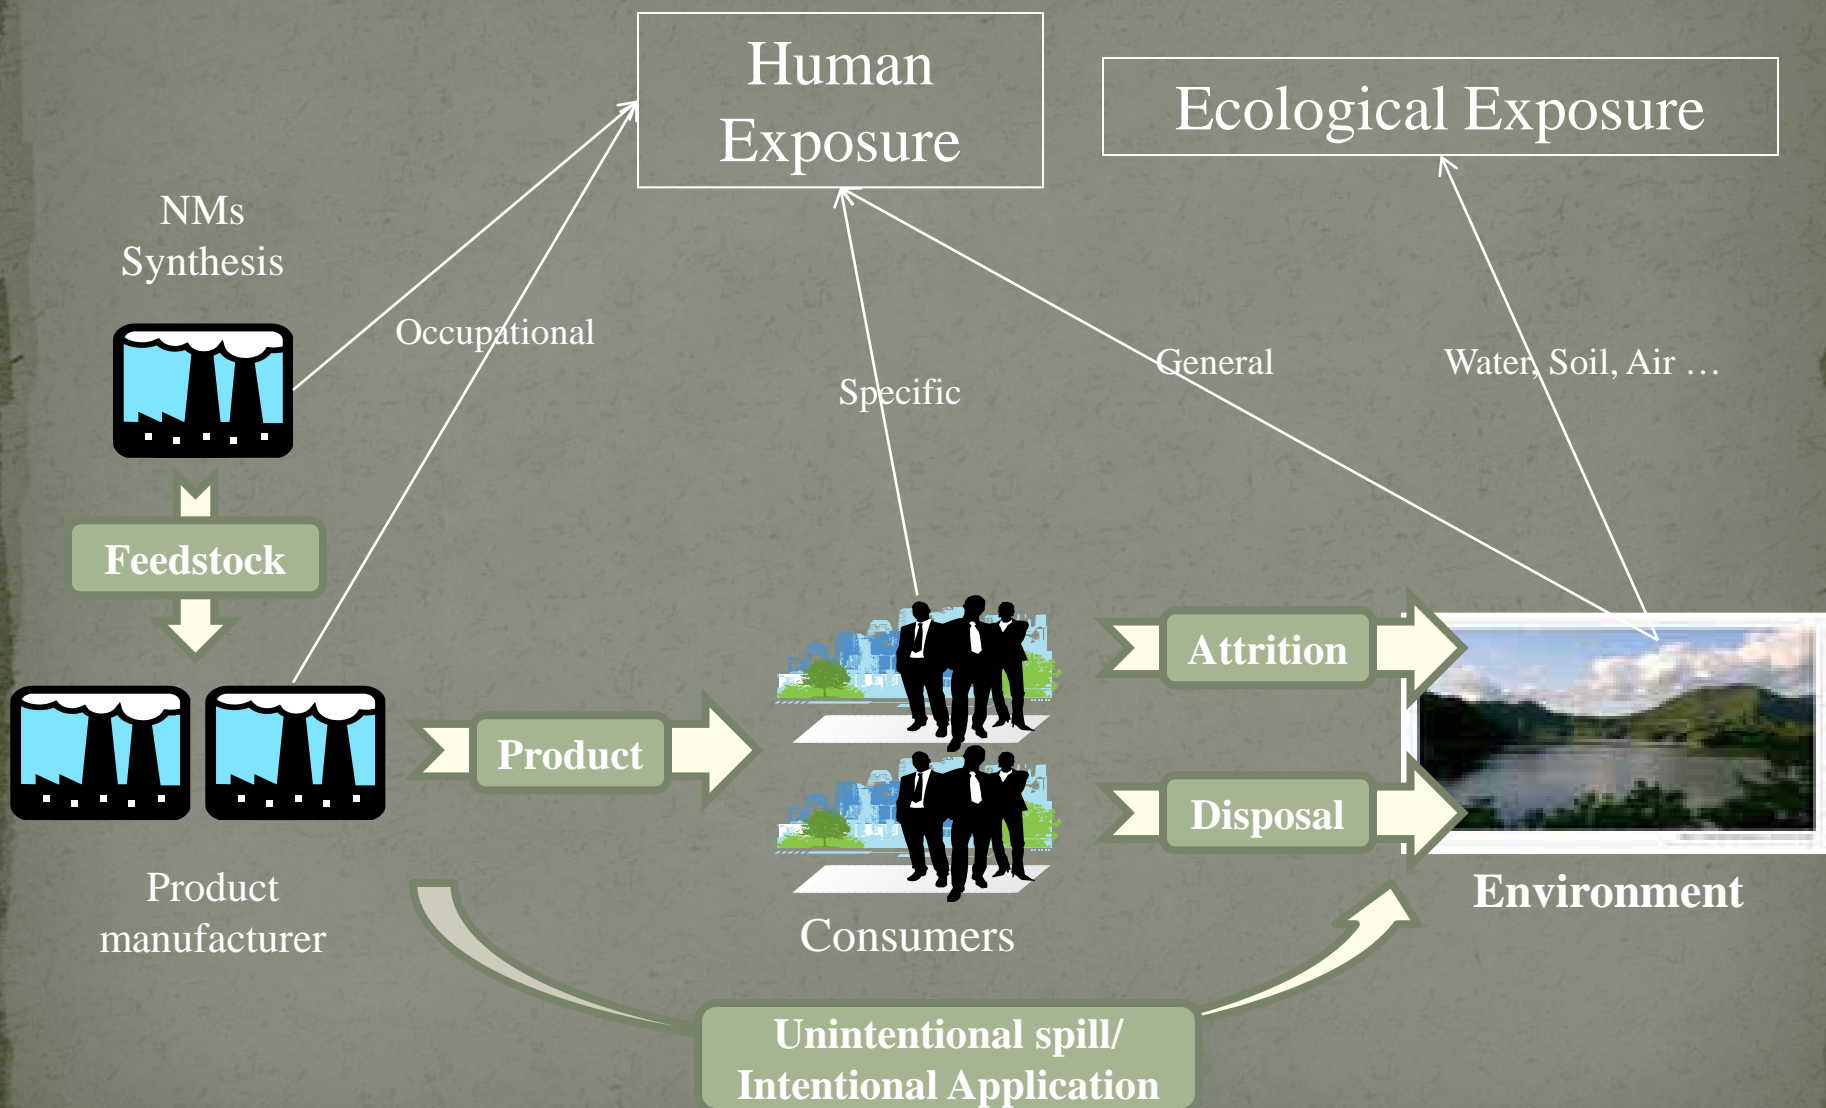 Human
Exposure
Ecological Exposure
NMs
Synthesis
Occupational
Specific
General
Water, Soil, Air …
Feedstock
Attrition
Product
Disposal
Product
manufacturer
Consumers
Environment
Unintentional spill/
Intentional Application